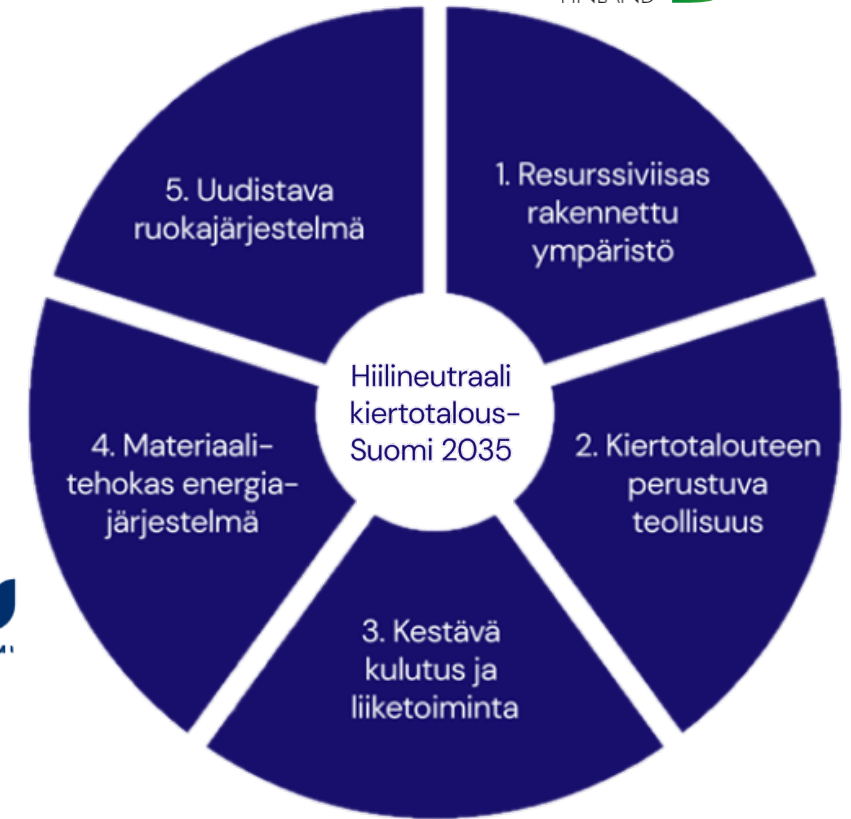 1. Resurssiviisas
rakennettu
ympäristö
2. Kiertotalouteen
perustuva
teollisuus
3. Kestävä
kulutus ja
liiketoiminta
4. Materiaali-
tehokas energia-
järjestelmä
5. Uudistava
ruokajärjestelmä
Hiilineutraali
kiertotalous-
Suomi 2035